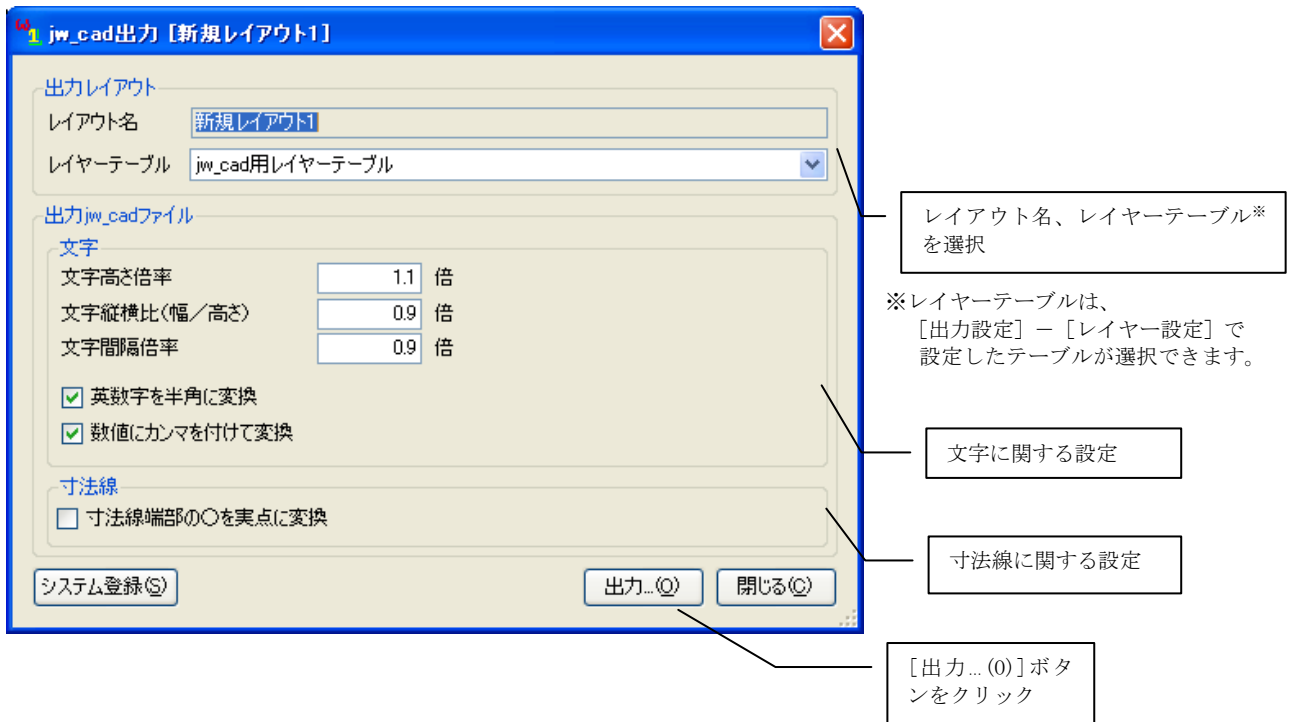 jw_cad出力 [新規レイアウト1]
出力レイアウト
レイアウト名 新規レイアウト1
レイヤーテーブル jw_cad用レイヤーテーブル
出力jw_cadファイル
文字
文字高さ倍率 1.1 倍
文字縦横比(幅／高さ) 0.9 倍
文字間隔倍率 0.9 倍
英数字を半角に変換
数値にカンマを付けて変換
寸法線
寸法線端部の○を実点に変換
システム登録(S) 出力...(O) 閉じる(C)
レイアウト名、レイヤーテーブル※
を選択
※レイヤーテーブルは、
［出力設定］－［レイヤー設定］で
設定したテーブルが選択できます。
文字に関する設定
寸法線に関する設定
[出力…(O)]ボタ
ンをクリック